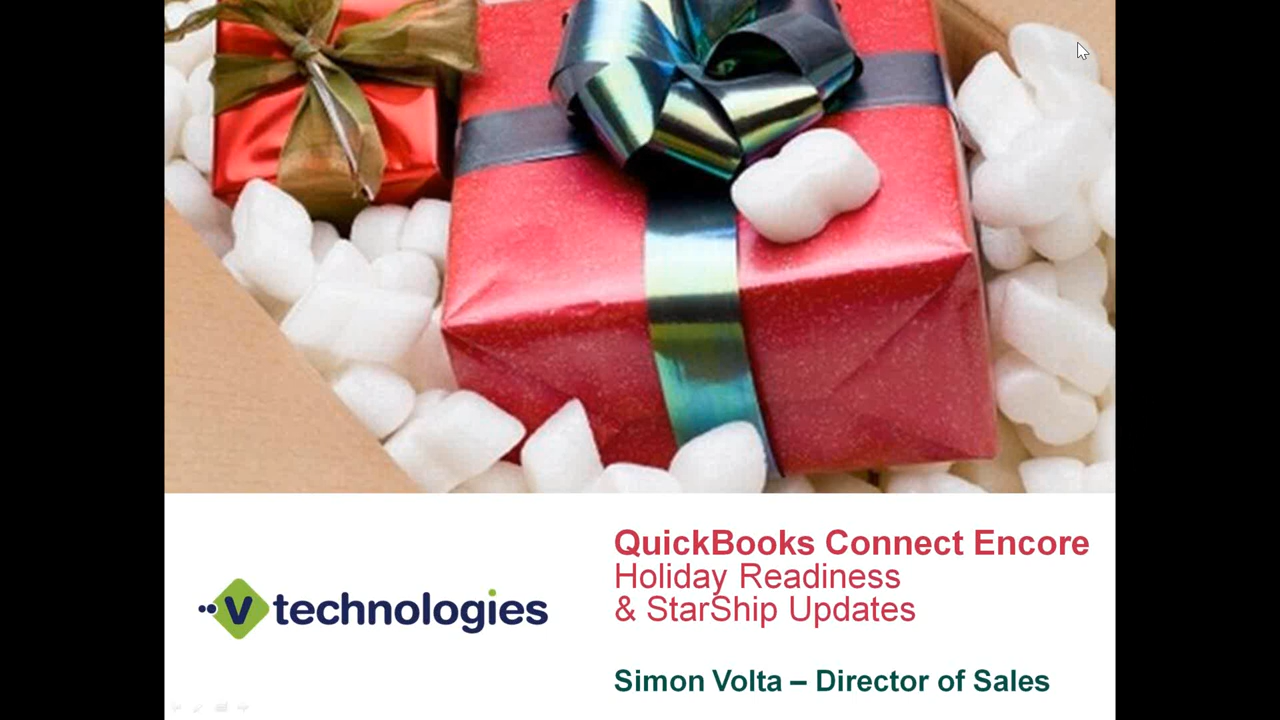 QuickBooks Connect Encore
Holiday Readiness
& StarShip Updates
V technologies
Simon Volta – Director of Sales